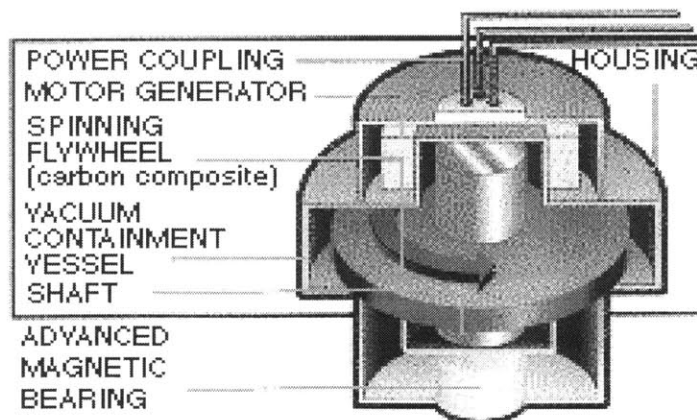 POWER COUPLING
HOUSING
MOTOR GENERATOR
SPINNING
FLYWHEEL
(carbon composite)
VACUUM
CONTAINMENT
VESSEL
SHAFT
ADVANCED
MAGNETIC
BEARING